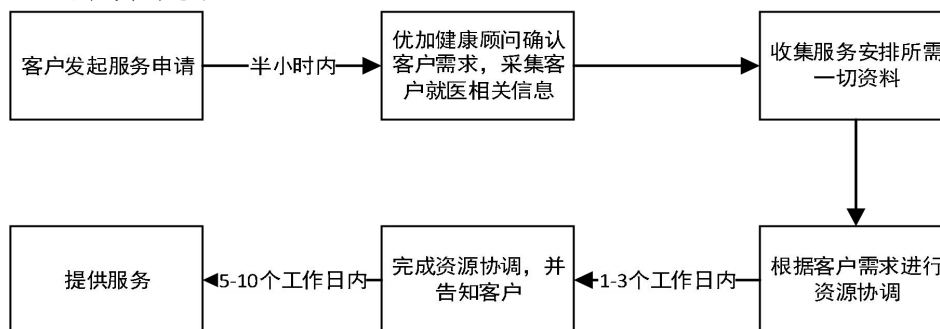 客户发起服务申请
半小时内
优加健康顾问确认
客户需求，采集客
户就医相关信息
收集服务安排所需
一切资料
根据客户需求进行
资源协调
1-3个工作日内
完成资源协调，并
告知客户
5-10个工作日内
提供服务